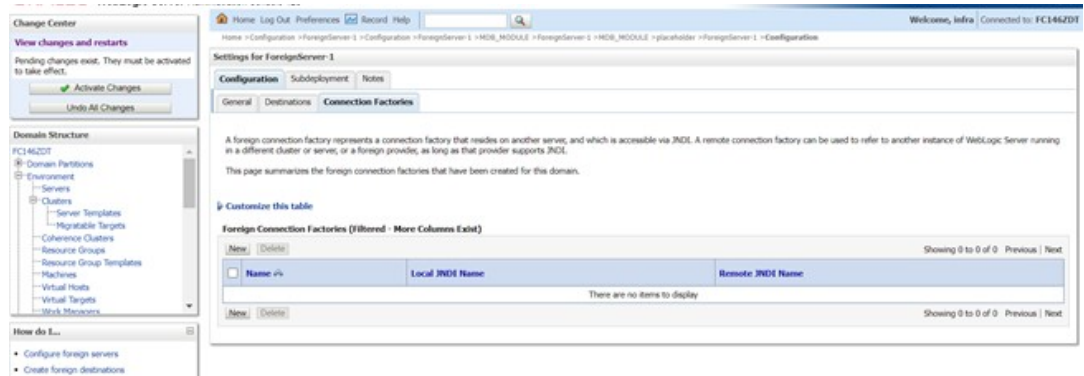 Change Center
View changes and restarts
Pending changes exist. They must be activated
to take effect.
Activate Changes
Undo All Changes
Domain Structure
FC146ZDT
Domain Partitions
Environment
Servers
Clusters
Server Templates
Migratable Targets
Coherence Clusters
Resource Groups
Resource Group Templates
Machines
Virtual Hosts
Virtual Targets
Work Managers
How do I...
Configure foreign servers
Create foreign destinations
Home Log Out Preferences Record Help
Welcome, infra Connected to: FC146ZDT
Home >Configuration >ForeignServer-1 >Configuration >ForeignServer-1 >MDB_MODULE >ForeignServer-1 >MDB_MODULE >placeholder >ForeignServer-1 >Configuration
Settings for ForeignServer-1
Configuration Subdeployment Notes
General Destinations Connection Factories
A foreign connection factory represents a connection factory that resides on another server, and which is accessible via JNDI. A remote connection factory can be used to refer to another instance of WebLogic Server running
in a different cluster or server, or a foreign provider, as long as that provider supports JNDI.
This page summarizes the foreign connection factories that have been created for this domain.
Customize this table
Foreign Connection Factories (Filtered - More Columns Exist)
New Delete Showing 0 to 0 of 0 Previous | Next
Name Local JNDI Name Remote JNDI Name
There are no items to display
New Delete Showing 0 to 0 of 0 Previous | Next